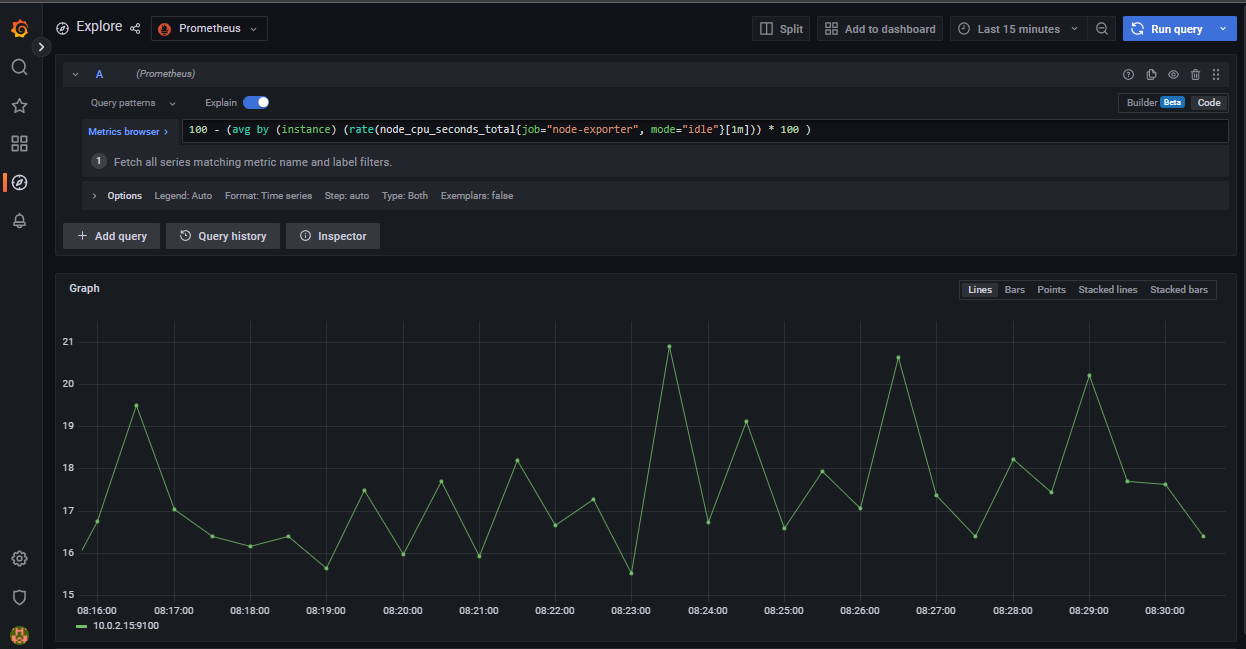 Explore Prometheus Split Add to dashboard Last 15 minutes Run query
A (Prometheus)
Query patterns Explain Builder Beta Code
Metrics browser > 100 - (avg by (instance) (rate(node_cpu_seconds_total{job="node-exporter", mode="idle"}[1m])) * 100 )
1 Fetch all series matching metric name and label filters.
Options Legend: Auto Format: Time series Step: auto Type: Both Exemplars: false
+ Add query Query history Inspector
Graph Lines Bars Points Stacked lines Stacked bars
21
20
19
18
17
16
15
08:16:00 08:17:00 08:18:00 08:19:00 08:20:00 08:21:00 08:22:00 08:23:00 08:24:00 08:25:00 08:26:00 08:27:00 08:28:00 08:29:00 08:30:00
10.0.2.15:9100